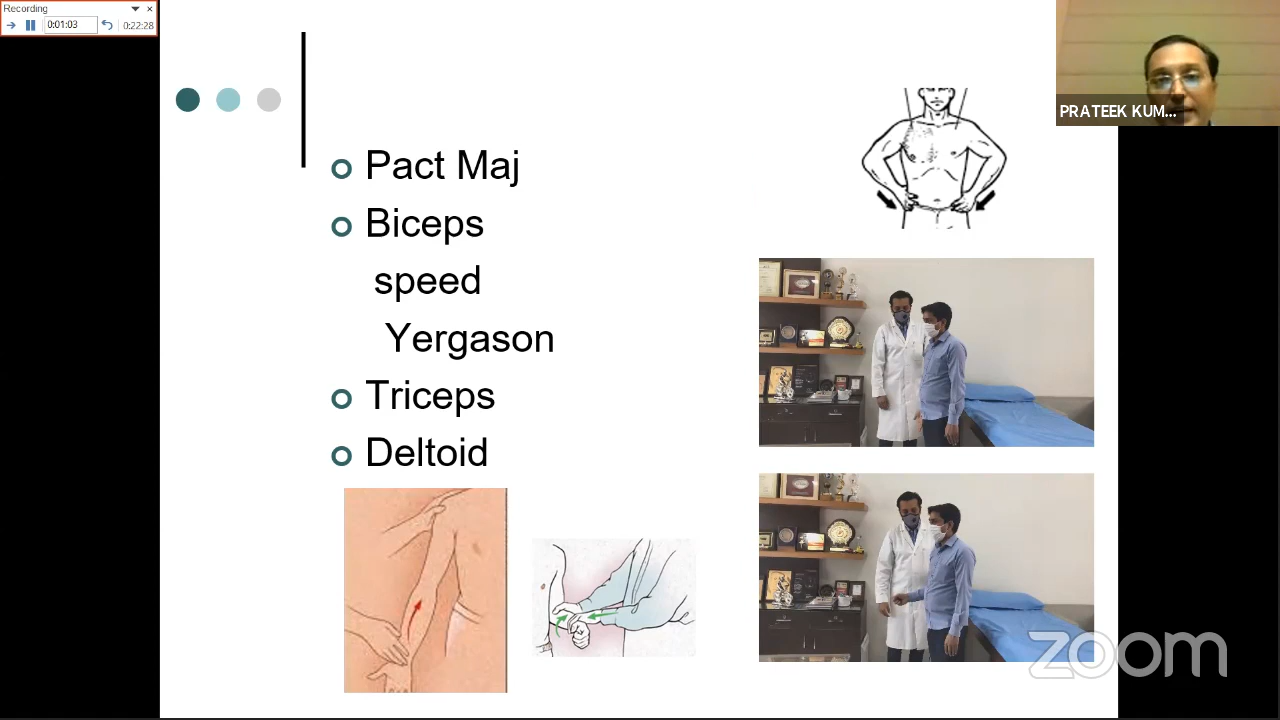 Recording
0:01:03
0:22:28
PRATEEK KUM...
Pact Maj
Biceps
speed
Yergason
Triceps
Deltoid
zoom